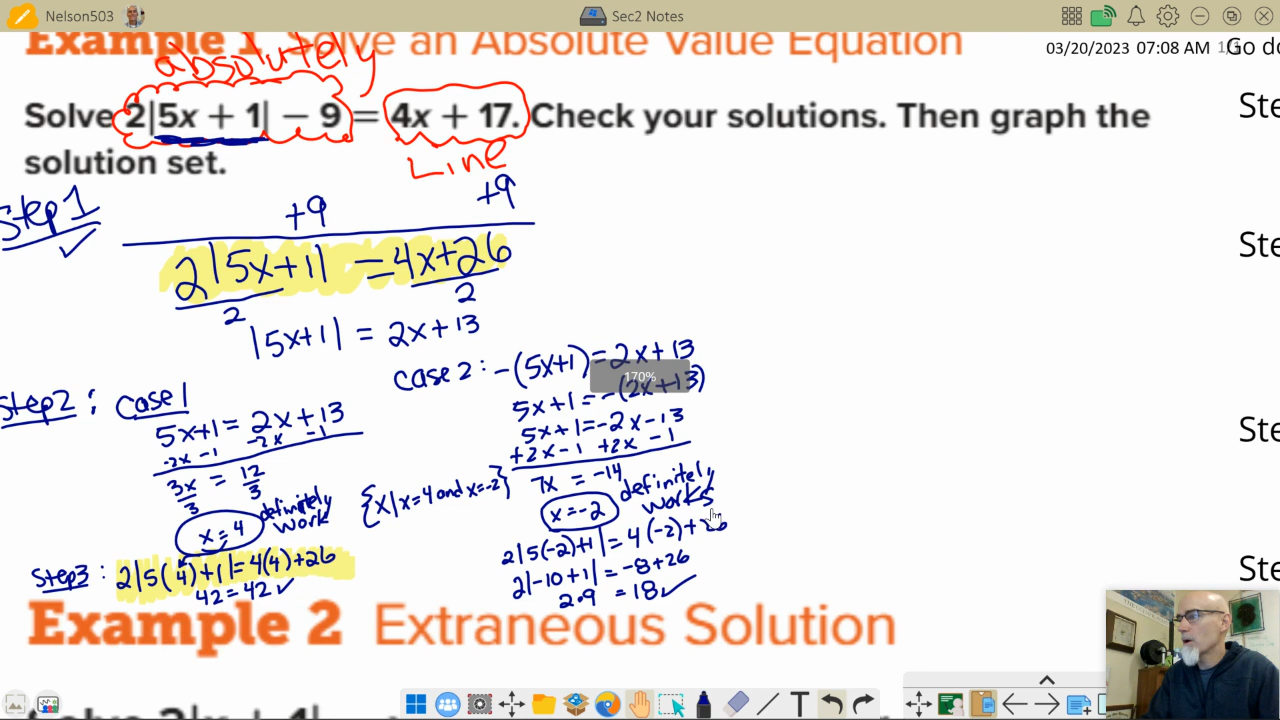 Nelson503
Sec2 Notes
Example 1 Solve an Absolute Value Equation
03/20/2023 07:08 AM 1/1
Go do
absolutely
Solve 2|5x + 1| − 9 = 4x + 17. Check your solutions. Then graph the
solution set.
Line
Ste
Step 1 ✓
+9 +9
2|5x+1| = 4x+26
2 2
|5x+1| = 2x+13
Ste
Step2: case 1
5x+1 = 2x+13
-2x -1 -2x -1
3x = 12
3 3
x=4
definitely
work
{x|x=4 and x=-2}
case 2: -(5x+1)=2x+13
170%
5x+1=-(2x+13)
5x+1=-2x-13
+2x-1 +2x -1
7x = -14
x=-2
definitely
works
Ste
Step3: 2|5(4)+1|=4(4)+26
42=42 ✓
2|5(-2)+1|=4(-2)+26
2|-10+1|=-8+26
2•9 =18 ✓
Ste
Example 2 Extraneous Solution
T